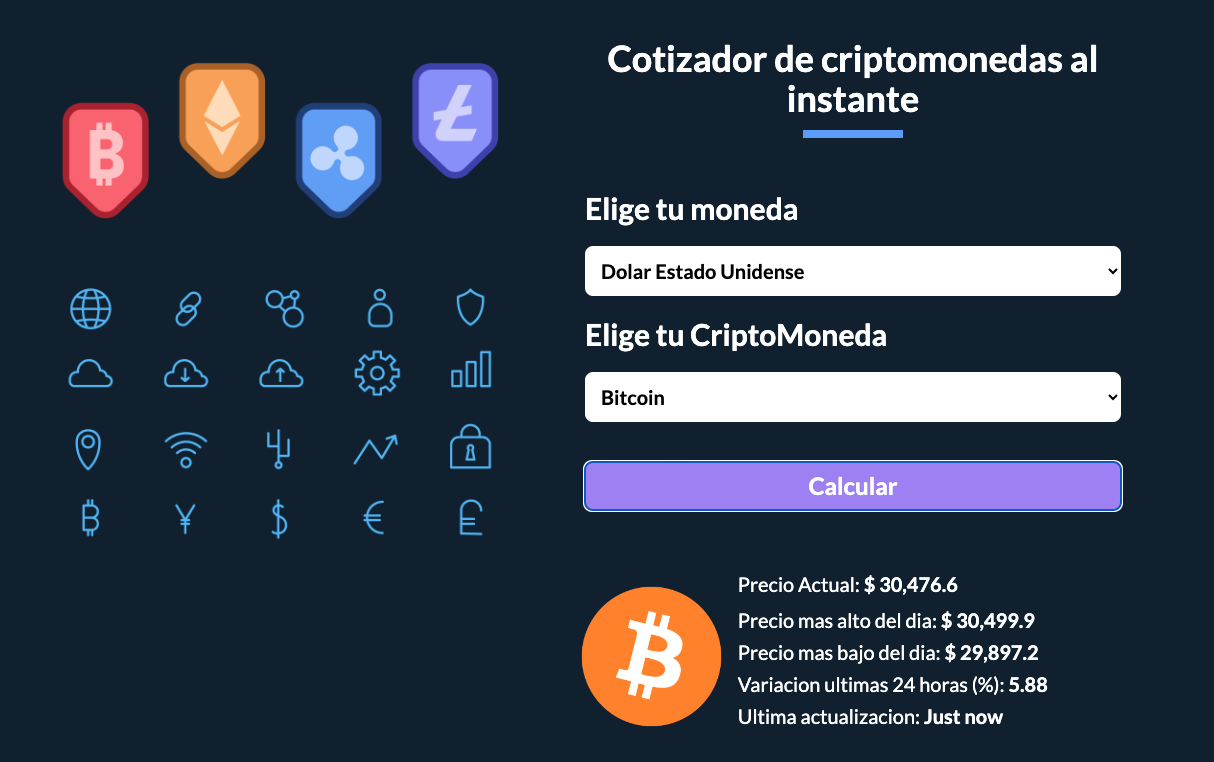 Cotizador de criptomonedas al
instante
Elige tu moneda
Dolar Estado Unidense
Elige tu CriptoMoneda
Bitcoin
Calcular
Precio Actual: $ 30,476.6
Precio mas alto del dia: $ 30,499.9
Precio mas bajo del dia: $ 29,897.2
Variacion ultimas 24 horas (%): 5.88
Ultima actualizacion: Just now